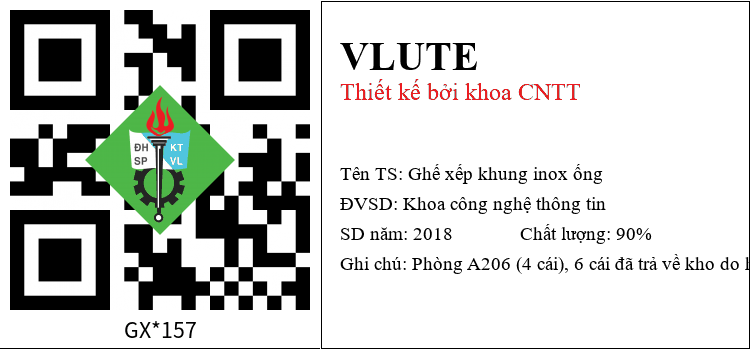 ĐH
KT
SP
VL
GX*157
VLUTE
Thiết kế bởi khoa CNTT
Tên TS: Ghế xếp khung inox ống
ĐVSD: Khoa công nghệ thông tin
SD năm: 2018 Chất lượng: 90%
Ghi chú: Phòng A206 (4 cái), 6 cái đã trả về kho do